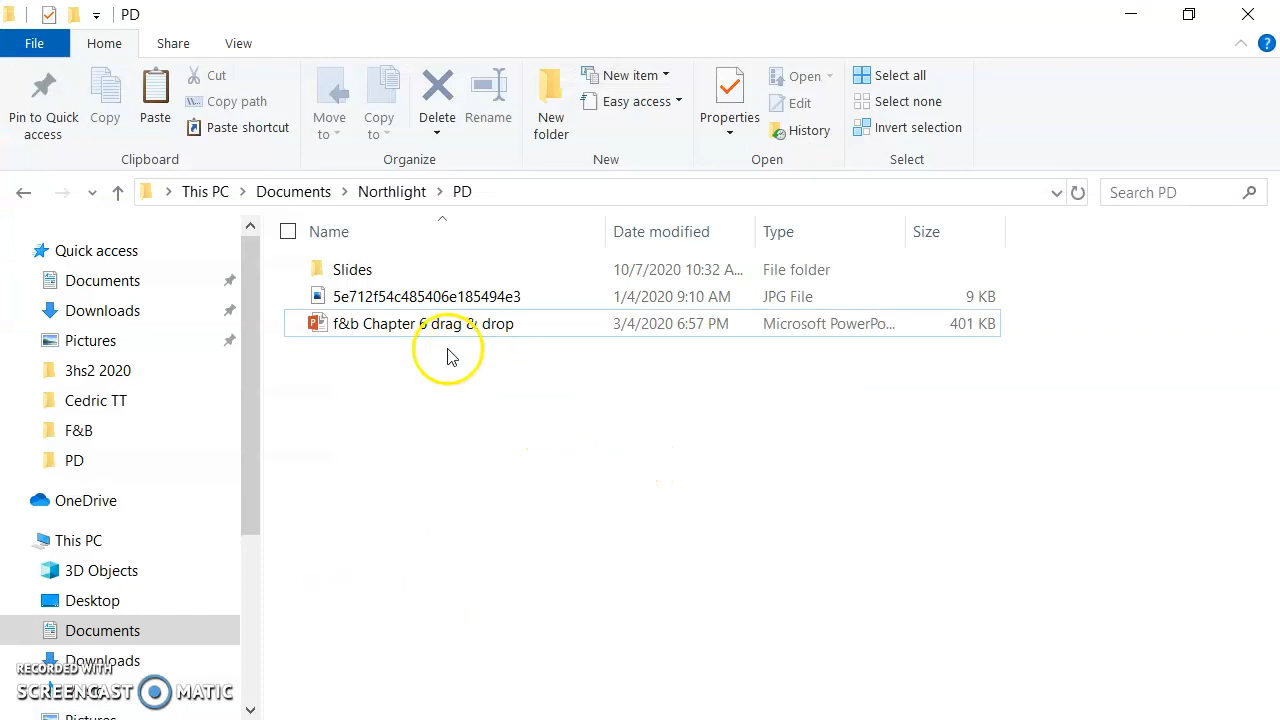 PD
File Home Share View
Pin to Quick access
Copy
Paste
Cut
Copy path
Paste shortcut
Clipboard
Move to
Copy to
Delete
Rename
Organize
New folder
New item
Easy access
New
Properties
Open
Edit
History
Open
Select all
Select none
Invert selection
Select
This PC Documents Northlight PD
Search PD
Name Date modified Type Size
Slides 10/7/2020 10:32 A... File folder
5e712f54c485406e185494e3 1/4/2020 9:10 AM JPG File 9 KB
f&b Chapter 6 drag & drop 3/4/2020 6:57 PM Microsoft PowerPo... 401 KB
Quick access
Documents
Downloads
Pictures
3hs2 2020
Cedric TT
F&B
PD
OneDrive
This PC
3D Objects
Desktop
Documents
Downloads
RECORDED WITH
SCREENCAST MATIC
Pictures